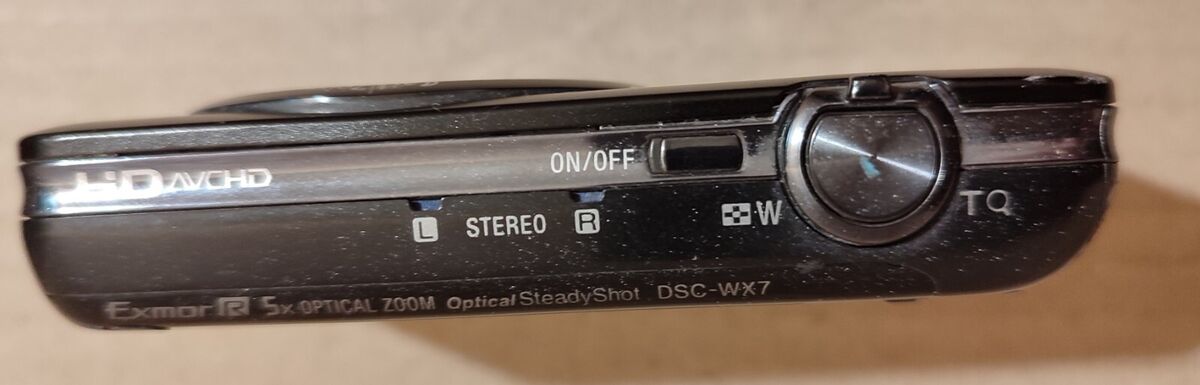 ON/OFF
HD AVCHD
L STEREO R W T
Exmor R 5x OPTICAL ZOOM Optical SteadyShot DSC-WX7